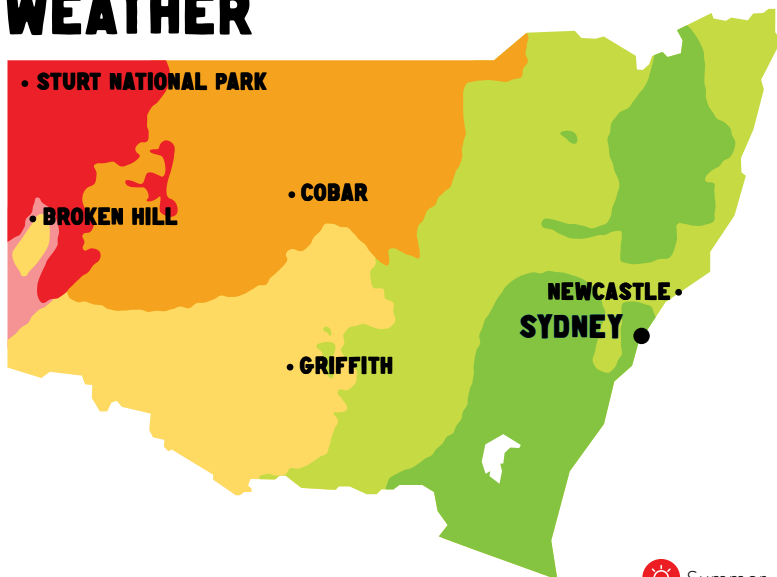 WEATHER
• STURT NATIONAL PARK
• COBAR
• BROKEN HILL
NEWCASTLE •
SYDNEY
• GRIFFITH